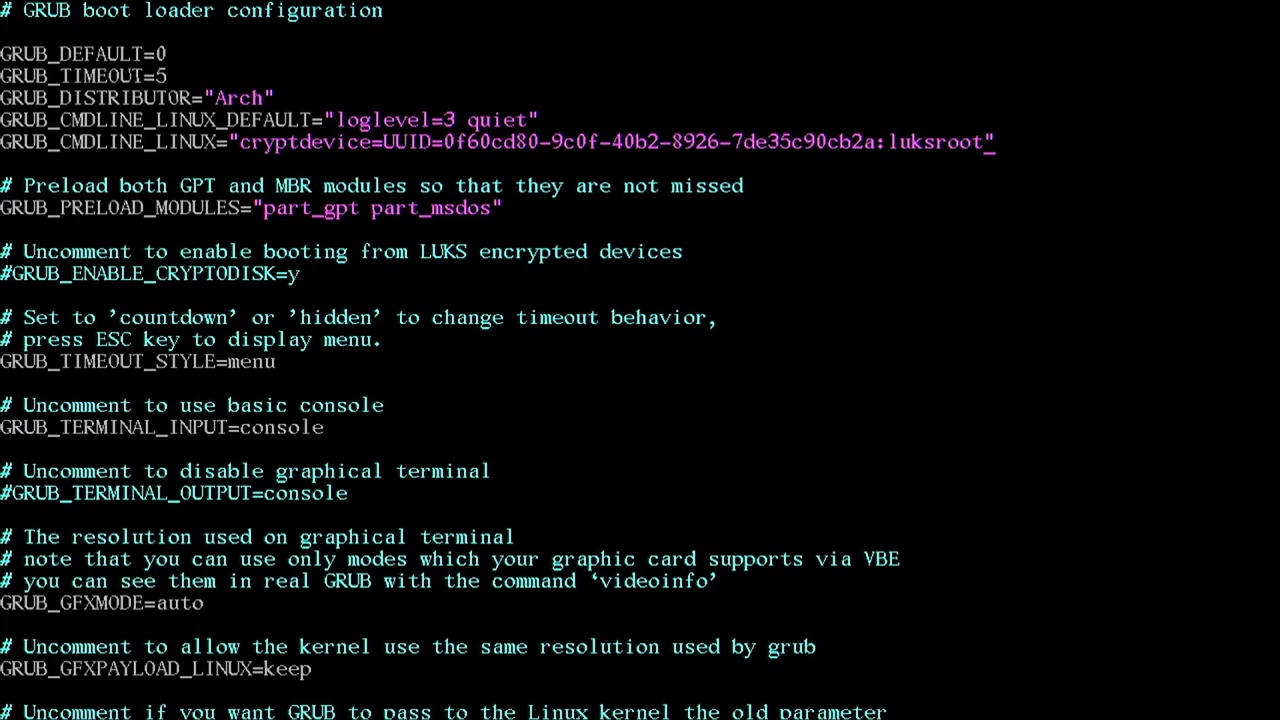 # GRUB boot loader configuration
GRUB_DEFAULT=0
GRUB_TIMEOUT=5
GRUB_DISTRIBUTOR="Arch"
GRUB_CMDLINE_LINUX_DEFAULT="loglevel=3 quiet"
GRUB_CMDLINE_LINUX="cryptdevice=UUID=0f60cd80-9c0f-40b2-8926-7de35c90cb2a:luksroot"
# Preload both GPT and MBR modules so that they are not missed
GRUB_PRELOAD_MODULES="part_gpt part_msdos"
# Uncomment to enable booting from LUKS encrypted devices
#GRUB_ENABLE_CRYPTODISK=y
# Set to 'countdown' or 'hidden' to change timeout behavior,
# press ESC key to display menu.
GRUB_TIMEOUT_STYLE=menu
# Uncomment to use basic console
GRUB_TERMINAL_INPUT=console
# Uncomment to disable graphical terminal
#GRUB_TERMINAL_OUTPUT=console
# The resolution used on graphical terminal
# note that you can use only modes which your graphic card supports via VBE
# you can see them in real GRUB with the command `videoinfo'
GRUB_GFXMODE=auto
# Uncomment to allow the kernel use the same resolution used by grub
GRUB_GFXPAYLOAD_LINUX=keep
# Uncomment if you want GRUB to pass to the Linux kernel the old parameter